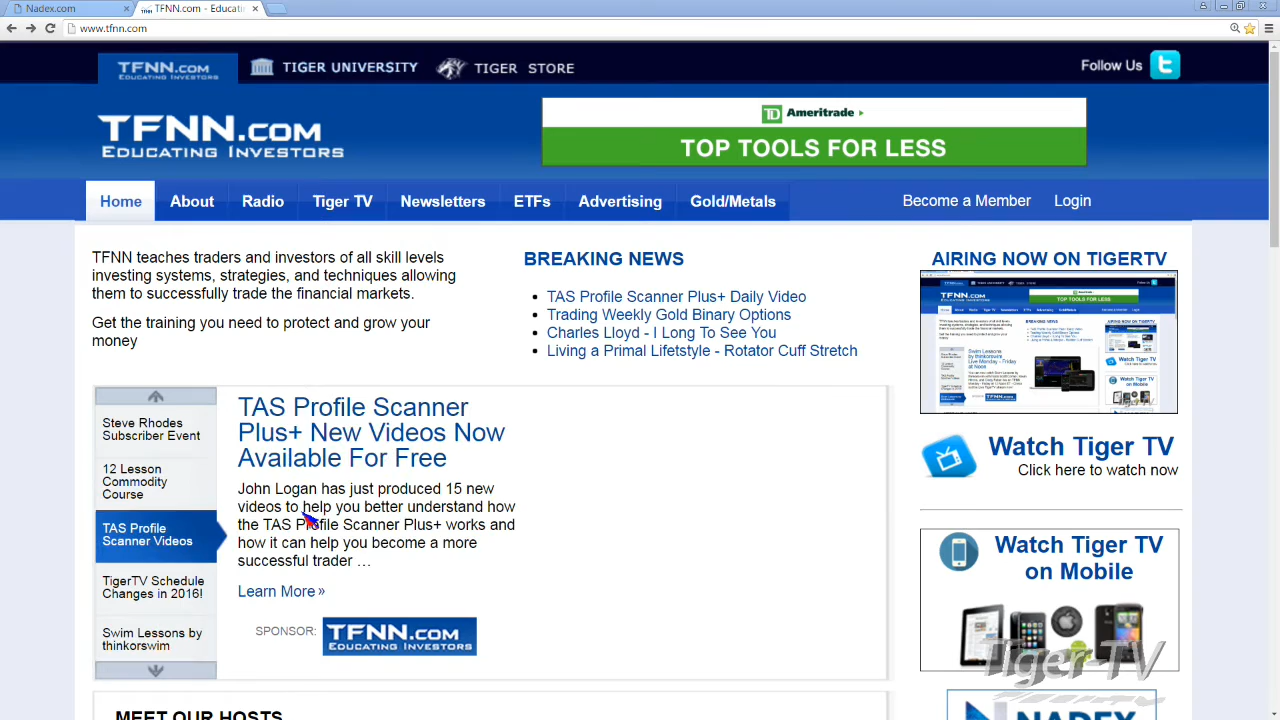 Nadex.com
TFNN.com - Educati
www.tfnn.com
TFNN.com
Educating Investors
TIGER UNIVERSITY
TIGER STORE
Follow Us
TFNN.com
Educating Investors
Ameritrade
TOP TOOLS FOR LESS
Home About Radio Tiger TV Newsletters ETFs Advertising Gold/Metals Become a Member Login
TFNN teaches traders and investors of all skill levels
investing systems, strategies, and techniques allowing
them to successfully trade the financial markets.
Get the training you need to profit and grow your
money
BREAKING NEWS
TAS Profile Scanner Plus+ Daily Video
Trading Weekly Gold Binary Options
Charles Lloyd - I Long To See You
Living a Primal Lifetstyle - Rotator Cuff Stretch
AIRING NOW ON TIGERTV
Steve Rhodes
Subscriber Event
12 Lesson
Commodity
Course
TAS Profile
Scanner Videos
TigerTV Schedule
Changes in 2016!
Swim Lessons by
thinkorswim
TAS Profile Scanner
Plus+ New Videos Now
Available For Free
John Logan has just produced 15 new
videos to help you better understand how
the TAS Profile Scanner Plus+ works and
how it can help you become a more
successful trader …
Learn More »
SPONSOR:
TFNN.com
Educating Investors
Watch Tiger TV
Click here to watch now
Watch Tiger TV
on Mobile
Tiger-TV
MEET OUR HOSTS
NADEX